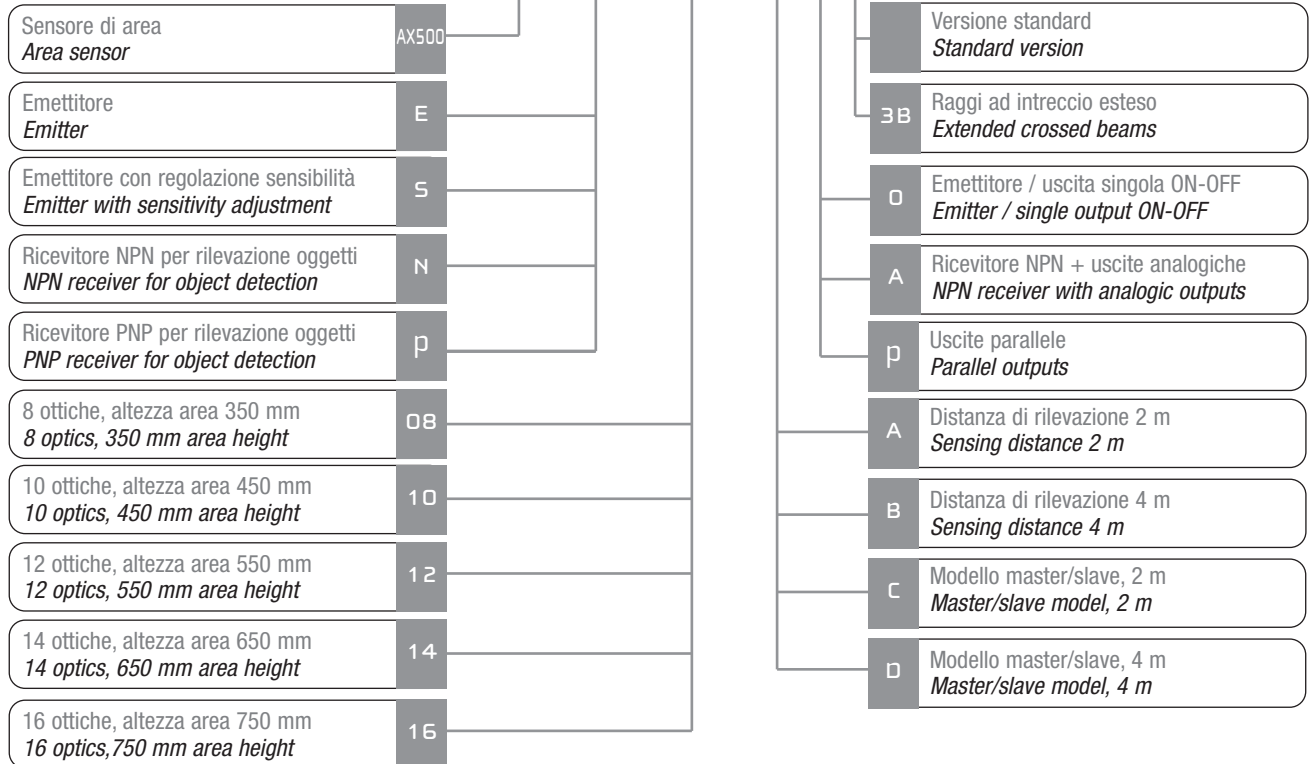 Sensore di area
Area sensor
AX500
Emettitore
Emitter
E
Emettitore con regolazione sensibilità
Emitter with sensitivity adjustment
S
Ricevitore NPN per rilevazione oggetti
NPN receiver for object detection
N
Ricevitore PNP per rilevazione oggetti
PNP receiver for object detection
P
8 ottiche, altezza area 350 mm
8 optics, 350 mm area height
08
10 ottiche, altezza area 450 mm
10 optics, 450 mm area height
10
12 ottiche, altezza area 550 mm
12 optics, 550 mm area height
12
14 ottiche, altezza area 650 mm
14 optics, 650 mm area height
14
16 ottiche, altezza area 750 mm
16 optics,750 mm area height
16
Versione standard
Standard version
3B
Raggi ad intreccio esteso
Extended crossed beams
0
Emettitore / uscita singola ON-OFF
Emitter / single output ON-OFF
A
Ricevitore NPN + uscite analogiche
NPN receiver with analogic outputs
P
Uscite parallele
Parallel outputs
A
Distanza di rilevazione 2 m
Sensing distance 2 m
B
Distanza di rilevazione 4 m
Sensing distance 4 m
C
Modello master/slave, 2 m
Master/slave model, 2 m
D
Modello master/slave, 4 m
Master/slave model, 4 m